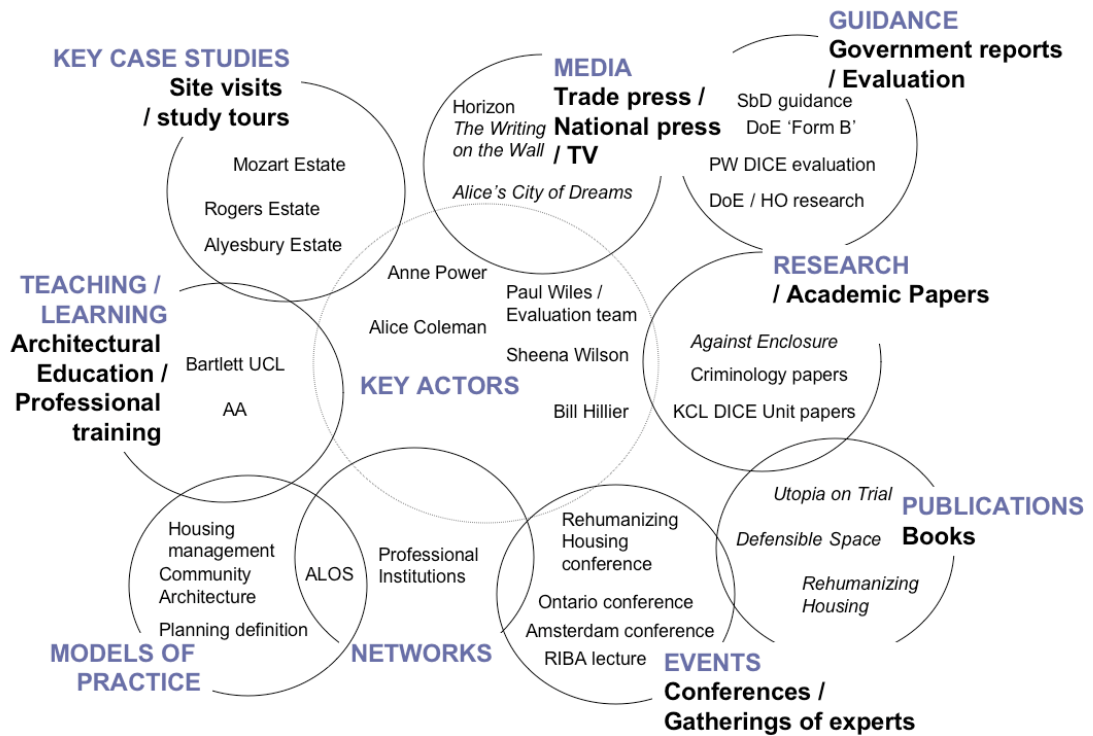 KEY CASE STUDIES
Site visits
/ study tours
Mozart Estate
Rogers Estate
Alyesbury Estate
MEDIA
Trade press /
National press
/ TV
Horizon
The Writing
on the Wall
Alice’s City of Dreams
GUIDANCE
Government reports
/ Evaluation
SbD guidance
DoE ‘Form B’
PW DICE evaluation
DoE / HO research
TEACHING /
LEARNING
Architectural
Education /
Professional
training
Bartlett UCL
AA
Anne Power
Paul Wiles /
Evaluation team
Alice Coleman
Sheena Wilson
KEY ACTORS
Bill Hillier
RESEARCH
/ Academic Papers
Against Enclosure
Criminology papers
KCL DICE Unit papers
PUBLICATIONS
Books
Utopia on Trial
Defensible Space
Rehumanizing
Housing
Housing
management
Community
Architecture
Planning definition
MODELS OF
PRACTICE
ALOS
Professional
Institutions
NETWORKS
Rehumanizing
Housing
conference
Ontario conference
Amsterdam conference
RIBA lecture
EVENTS
Conferences /
Gatherings of experts